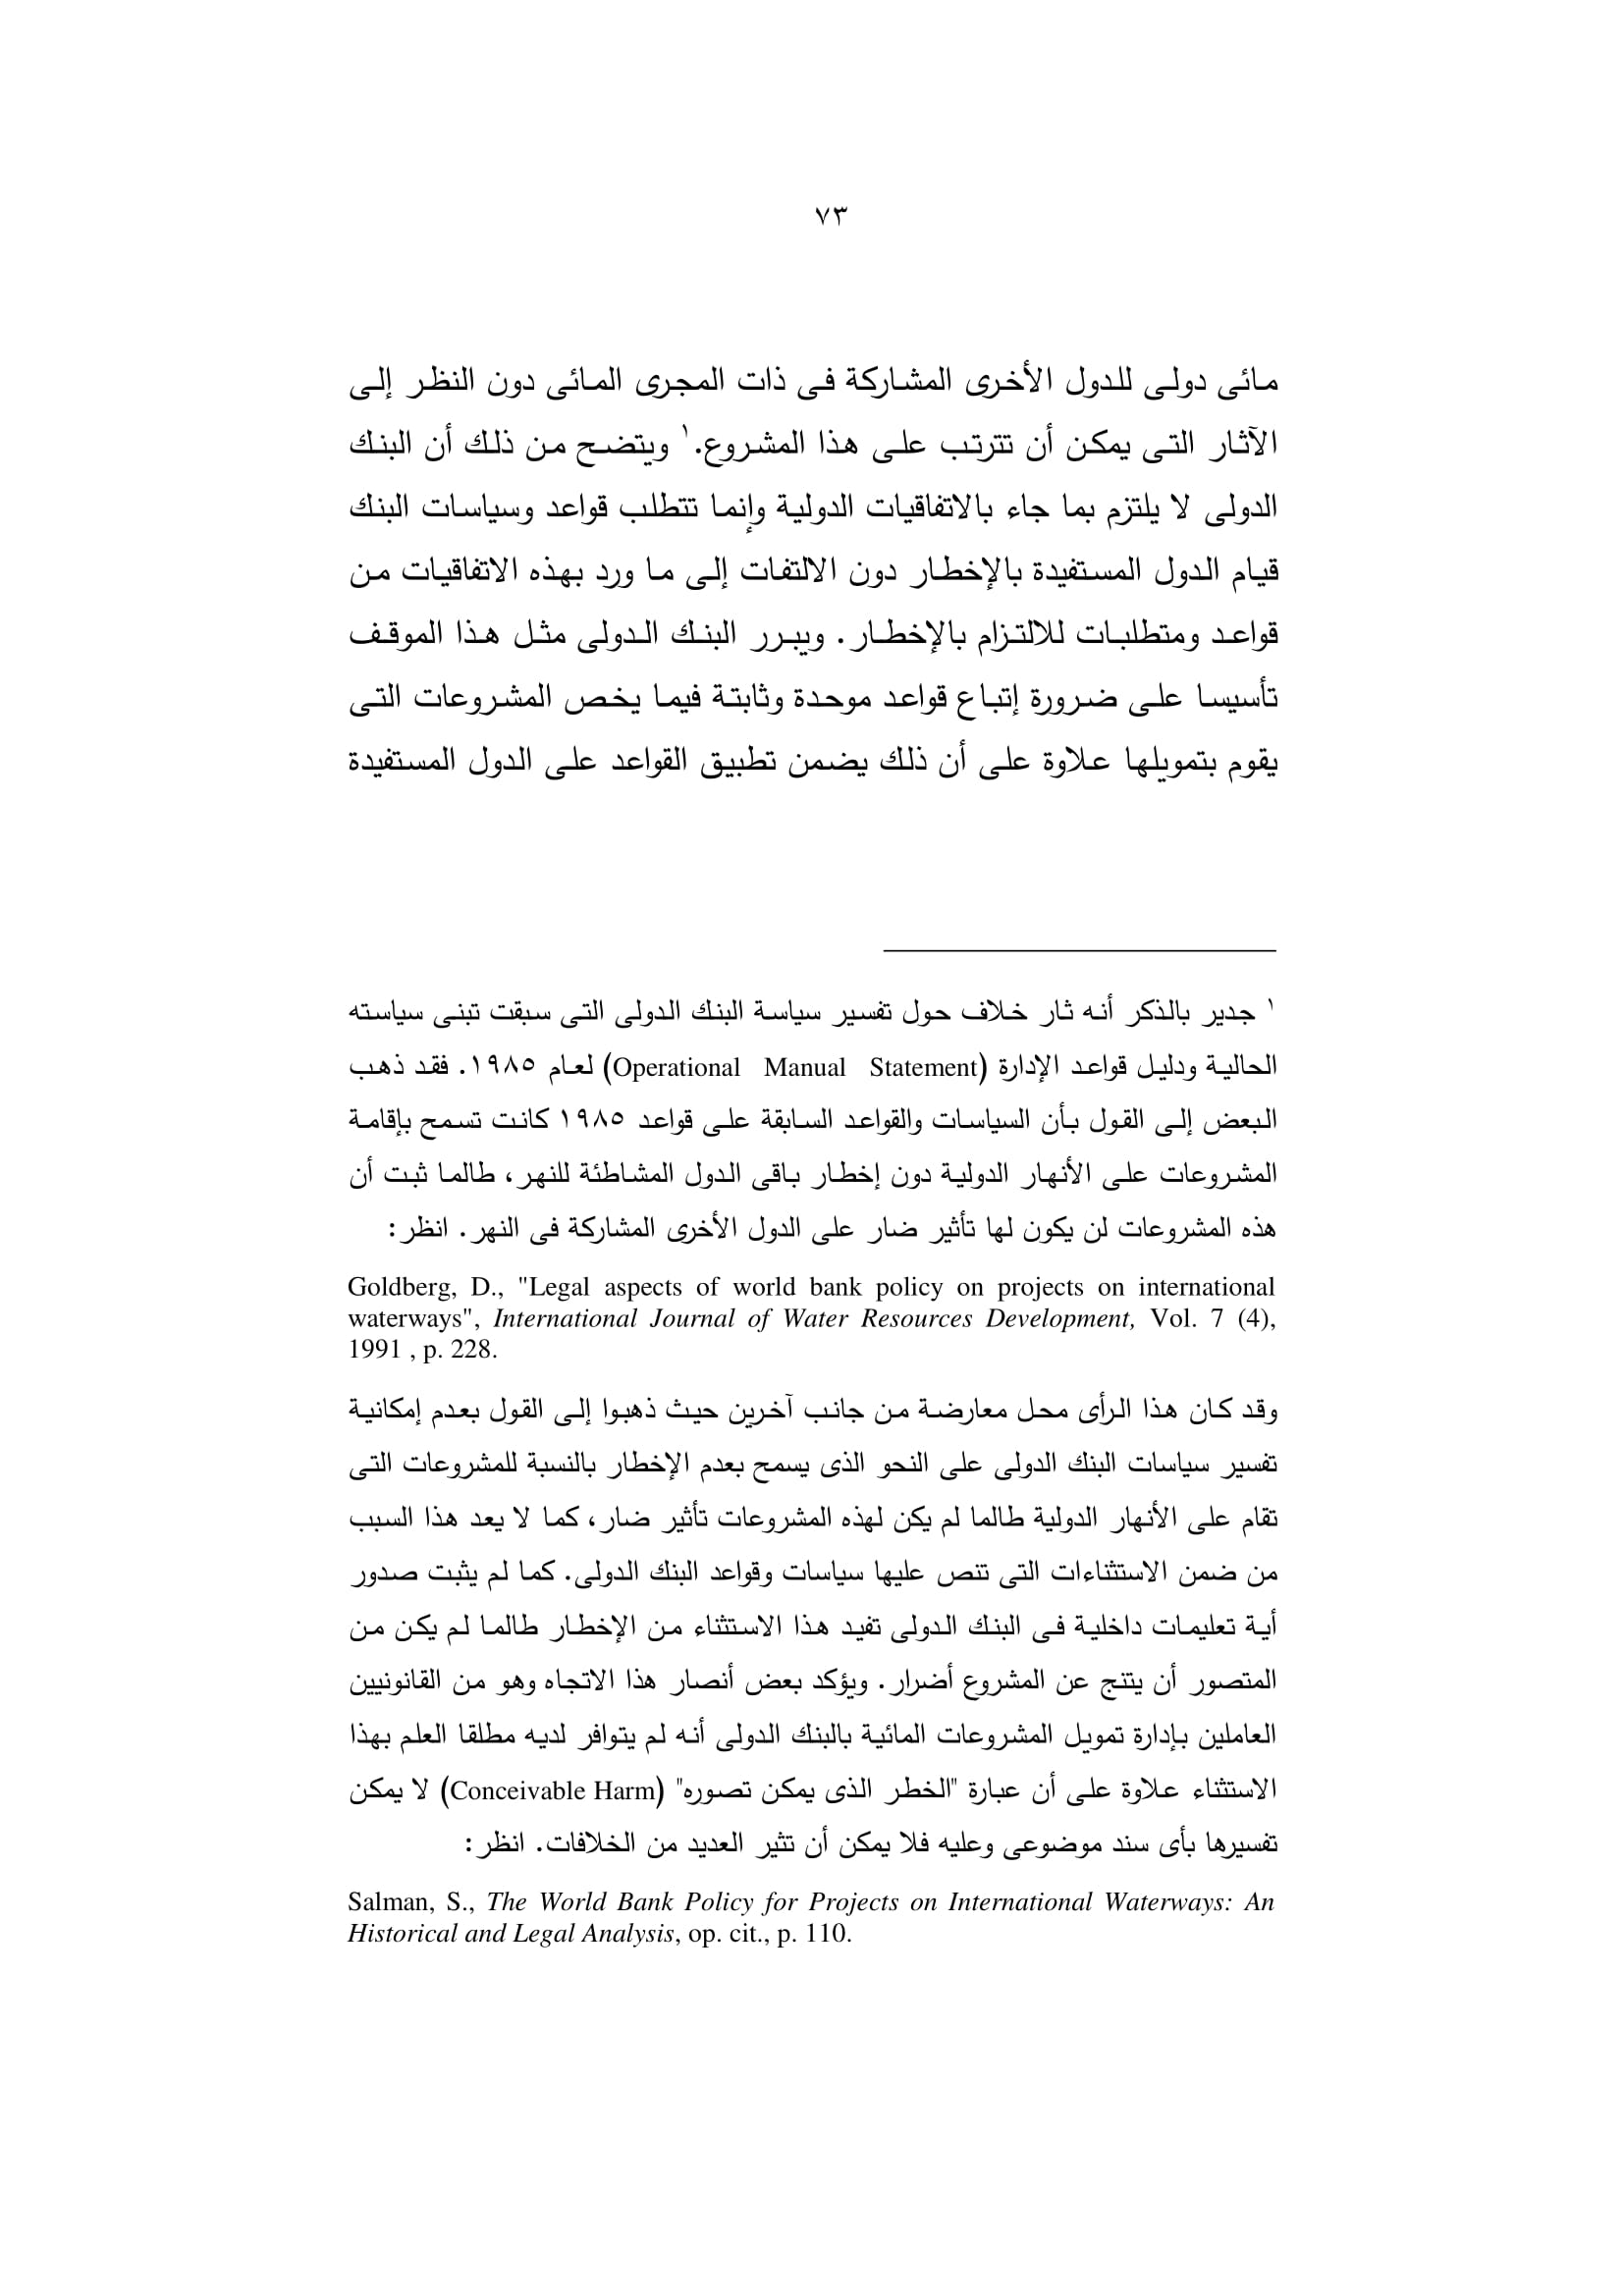 ٧٣
مائى دولى للدول الأخرى المشاركة فى ذات المجرى المائى دون النظر إلى
الآثار التى يمكن أن تترتب على هذا المشروع.١ ويتضح من ذلك أن البنك
الدولى لا يلتزم بما جاء بالاتفاقيات الدولية وإنما تتطلب قواعد وسياسات البنك
قيام الدول المستفيدة بالإخطار دون الالتفات إلى ما ورد بهذه الاتفاقيات من
قواعد ومتطلبات للالتزام بالإخطار. ويبرر البنك الدولى مثل هذا الموقف
تأسيسا على ضرورة إتباع قواعد موحدة وثابتة فيما يخص المشروعات التى
يقوم بتمويلها علاوة على أن ذلك يضمن تطبيق القواعد على الدول المستفيدة
١ جدير بالذكر أنه ثار خلاف حول تفسير سياسة البنك الدولى التى سبقت تبنى سياسته
الحالية ودليل قواعد الإدارة (Operational Manual Statement) لعام ١٩٨٥. فقد ذهب
البعض إلى القول بأن السياسات والقواعد السابقة على قواعد ١٩٨٥ كانت تسمح بإقامة
المشروعات على الأنهار الدولية دون إخطار باقى الدول المشاطئة للنهر، طالما ثبت أن
هذه المشروعات لن يكون لها تأثير ضار على الدول الأخرى المشاركة فى النهر. انظر:
Goldberg, D., "Legal aspects of world bank policy on projects on international
waterways", International Journal of Water Resources Development, Vol. 7 (4),
1991 , p. 228.
وقد كان هذا الرأى محل معارضة من جانب آخرين حيث ذهبوا إلى القول بعدم إمكانية
تفسير سياسات البنك الدولى على النحو الذى يسمح بعدم الإخطار بالنسبة للمشروعات التى
تقام على الأنهار الدولية طالما لم يكن لهذه المشروعات تأثير ضار، كما لا يعد هذا السبب
من ضمن الاستثناءات التى تنص عليها سياسات وقواعد البنك الدولى. كما لم يثبت صدور
أية تعليمات داخلية فى البنك الدولى تفيد هذا الاستثناء من الإخطار طالما لم يكن من
المتصور أن ينتج عن المشروع أضرار. ويؤكد بعض أنصار هذا الاتجاه وهو من القانونيين
العاملين بإدارة تمويل المشروعات المائية بالبنك الدولى أنه لم يتوافر لديه مطلقا العلم بهذا
الاستثناء علاوة على أن عبارة "الخطر الذى يمكن تصوره" (Conceivable Harm) لا يمكن
تفسيرها بأى سند موضوعى وعليه فلا يمكن أن تثير العديد من الخلافات. انظر:
Salman, S., The World Bank Policy for Projects on International Waterways: An
Historical and Legal Analysis, op. cit., p. 110.